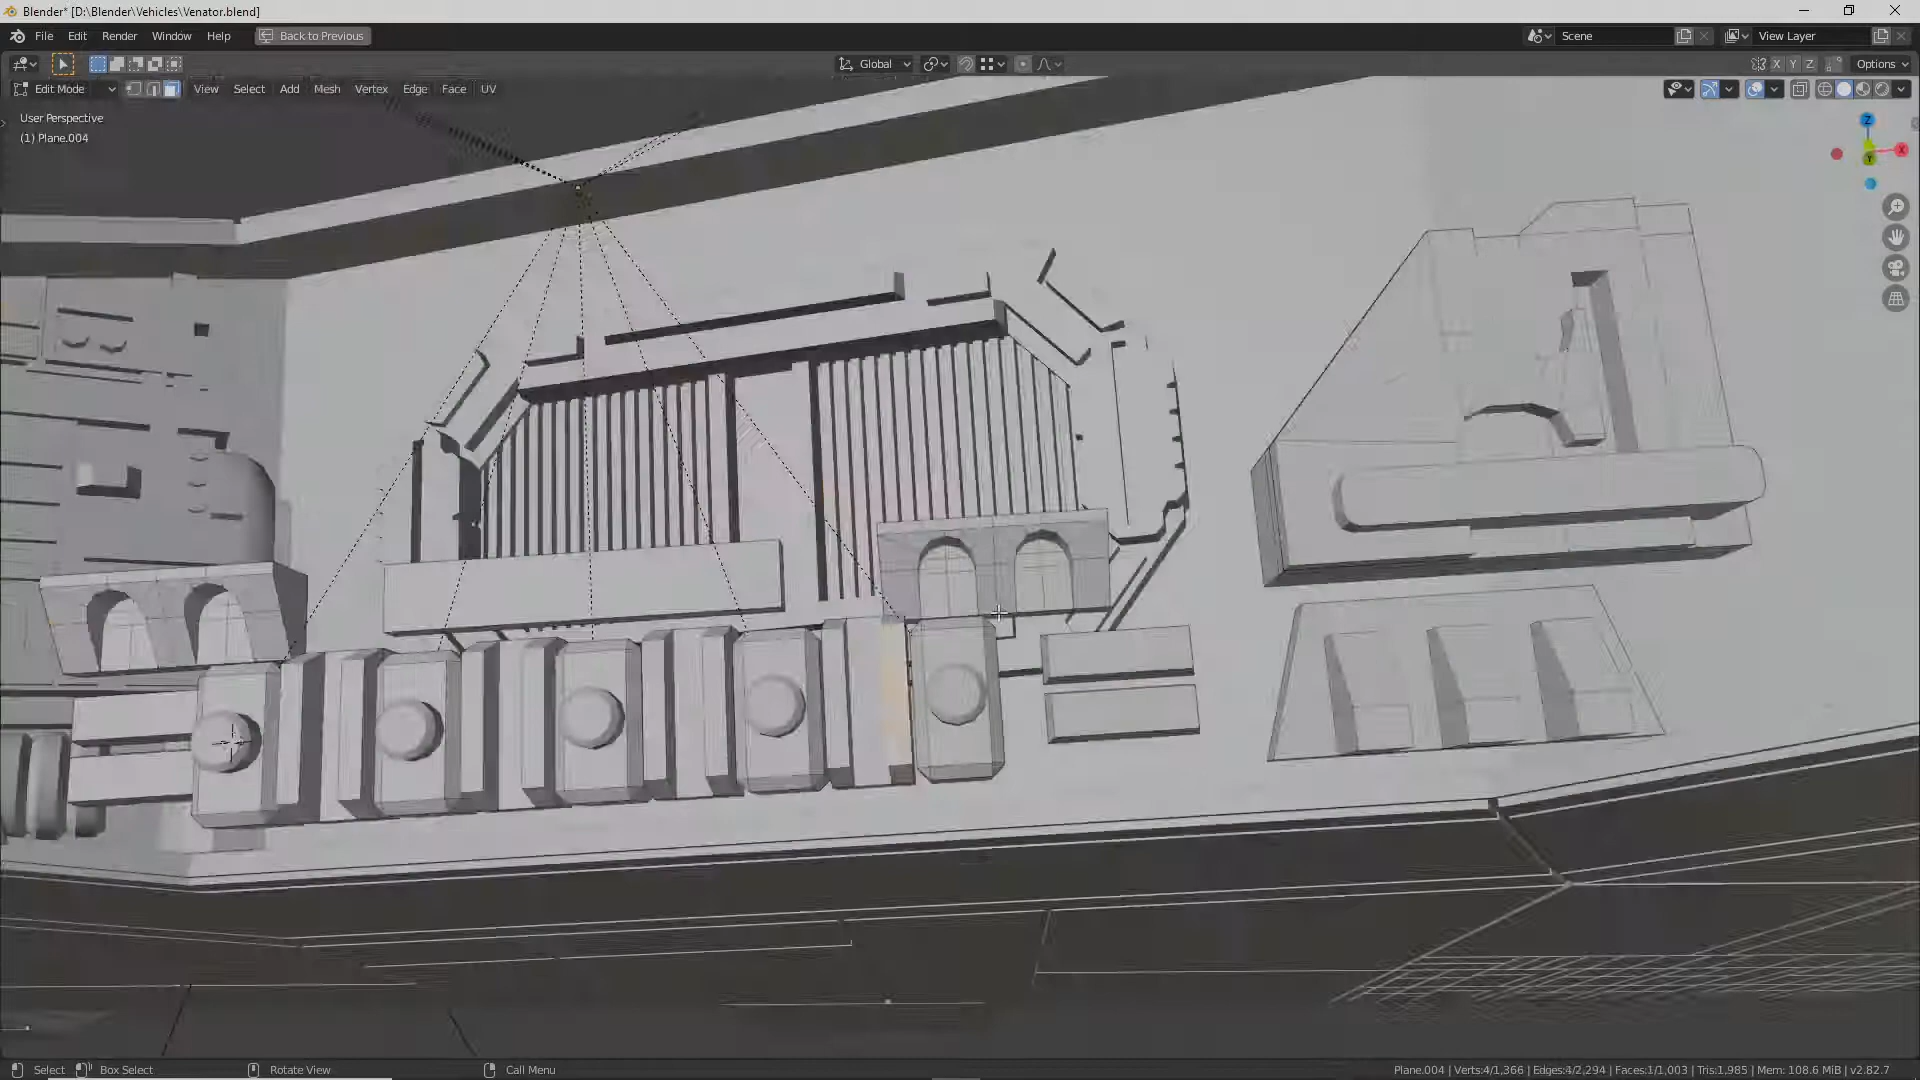 Blender* [D:\Blender\Vehicles\Venator.blend]
File Edit Render Window Help Back to Previous Scene View Layer
Global X Y Z Options
Edit Mode View Select Add Mesh Vertex Edge Face UV
User Perspective
(1) Plane.004
Z
X
Y
Select Box Select Rotate View Call Menu Plane.004 | Verts:4/1,366 | Edges:4/2,294 | Faces:1/1,003 | Tris:1,985 | Mem: 108.6 MiB | v2.82.7